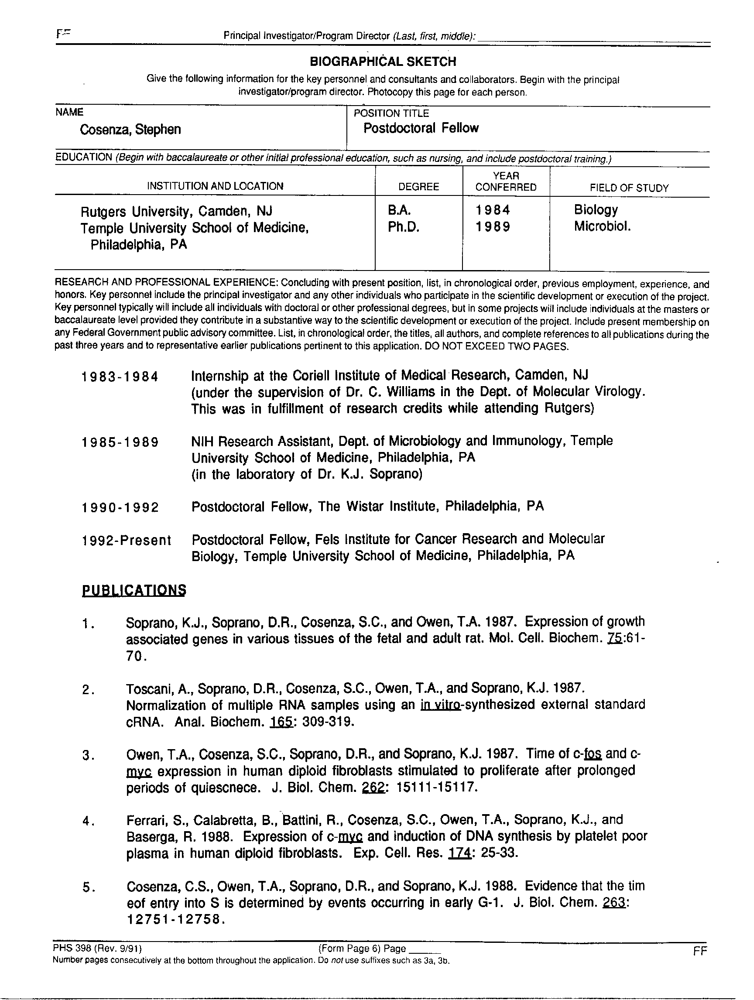 FF
Principal Investigator/Program Director (Last, first, middle):
BIOGRAPHICAL SKETCH
Give the following information for the key personnel and consultants and collaborators. Begin with the principal
investigator/program director. Photocopy this page for each person.
NAME
Cosenza, Stephen
POSITION TITLE
Postdoctoral Fellow
EDUCATION (Begin with baccalaureate or other initial professional education, such as nursing, and include postdoctoral training.)
INSTITUTION AND LOCATION DEGREE YEAR CONFERRED FIELD OF STUDY
Rutgers University, Camden, NJ B.A. 1984 Biology
Temple University School of Medicine, Ph.D. 1989 Microbiol.
Philadelphia, PA
RESEARCH AND PROFESSIONAL EXPERIENCE: Concluding with present position, list, in chronological order, previous employment, experience, and
honors. Key personnel include the principal investigator and any other individuals who participate in the scientific development or execution of the project.
Key personnel typically will include all individuals with doctoral or other professional degrees, but in some projects will include individuals at the masters or
baccalaureate level provided they contribute in a substantive way to the scientific development or execution of the project. Include present membership on
any Federal Government public advisory committee. List, in chronological order, the titles, all authors, and complete references to all publications during the
past three years and to representative earlier publications pertinent to this application. DO NOT EXCEED TWO PAGES.
1983-1984 Internship at the Coriell Institute of Medical Research, Camden, NJ
(under the supervision of Dr. C. Williams in the Dept. of Molecular Virology.
This was in fulfillment of research credits while attending Rutgers)
1985-1989 NIH Research Assistant, Dept. of Microbiology and Immunology, Temple
University School of Medicine, Philadelphia, PA
(in the laboratory of Dr. K.J. Soprano)
1990-1992 Postdoctoral Fellow, The Wistar Institute, Philadelphia, PA
1992-Present Postdoctoral Fellow, Fels Institute for Cancer Research and Molecular
Biology, Temple University School of Medicine, Philadelphia, PA
PUBLICATIONS
1. Soprano, K.J., Soprano, D.R., Cosenza, S.C., and Owen, T.A. 1987. Expression of growth
associated genes in various tissues of the fetal and adult rat. Mol. Cell. Biochem. 75:61-
70.
2. Toscani, A., Soprano, D.R., Cosenza, S.C., Owen, T.A., and Soprano, K.J. 1987.
Normalization of multiple RNA samples using an in vitro-synthesized external standard
cRNA. Anal. Biochem. 165: 309-319.
3. Owen, T.A., Cosenza, S.C., Soprano, D.R., and Soprano, K.J. 1987. Time of c-fos and c-
myc expression in human diploid fibroblasts stimulated to proliferate after prolonged
periods of quiescnece. J. Biol. Chem. 262: 15111-15117.
4. Ferrari, S., Calabretta, B., Battini, R., Cosenza, S.C., Owen, T.A., Soprano, K.J., and
Baserga, R. 1988. Expression of c-myc and induction of DNA synthesis by platelet poor
plasma in human diploid fibroblasts. Exp. Cell. Res. 174: 25-33.
5. Cosenza, C.S., Owen, T.A., Soprano, D.R., and Soprano, K.J. 1988. Evidence that the tim
eof entry into S is determined by events occurring in early G-1. J. Biol. Chem. 263:
12751-12758.
PHS 398 (Rev. 9/91) (Form Page 6) Page FF
Number pages consecutively at the bottom throughout the application. Do not use suffixes such as 3a, 3b.